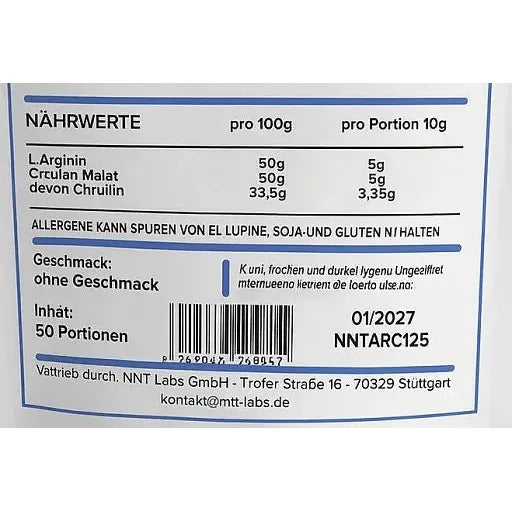 NÄHRWERTE pro 100g pro Portion 10g
L.Arginin 50g 5g
Crculan Malat 50g 5g
devon Chruilin 33,5g 3,35g
ALLERGENE KANN SPUREN VON EL LUPINE, SOJA-UND GLUTEN HALTEN
Geschmack:
ohne Geschmack
K uni, frochen und durkel lygenu Ungeziffret
mternueeno ketrient de loerto ulse.no:
Inhát:
50 Portionen
01/2027
NNTARC125
Vattrieb durch. NNT Labs GmbH - Trofer Straße 16 - 70329 Stüttgart
kontakt@mtt-labs.de